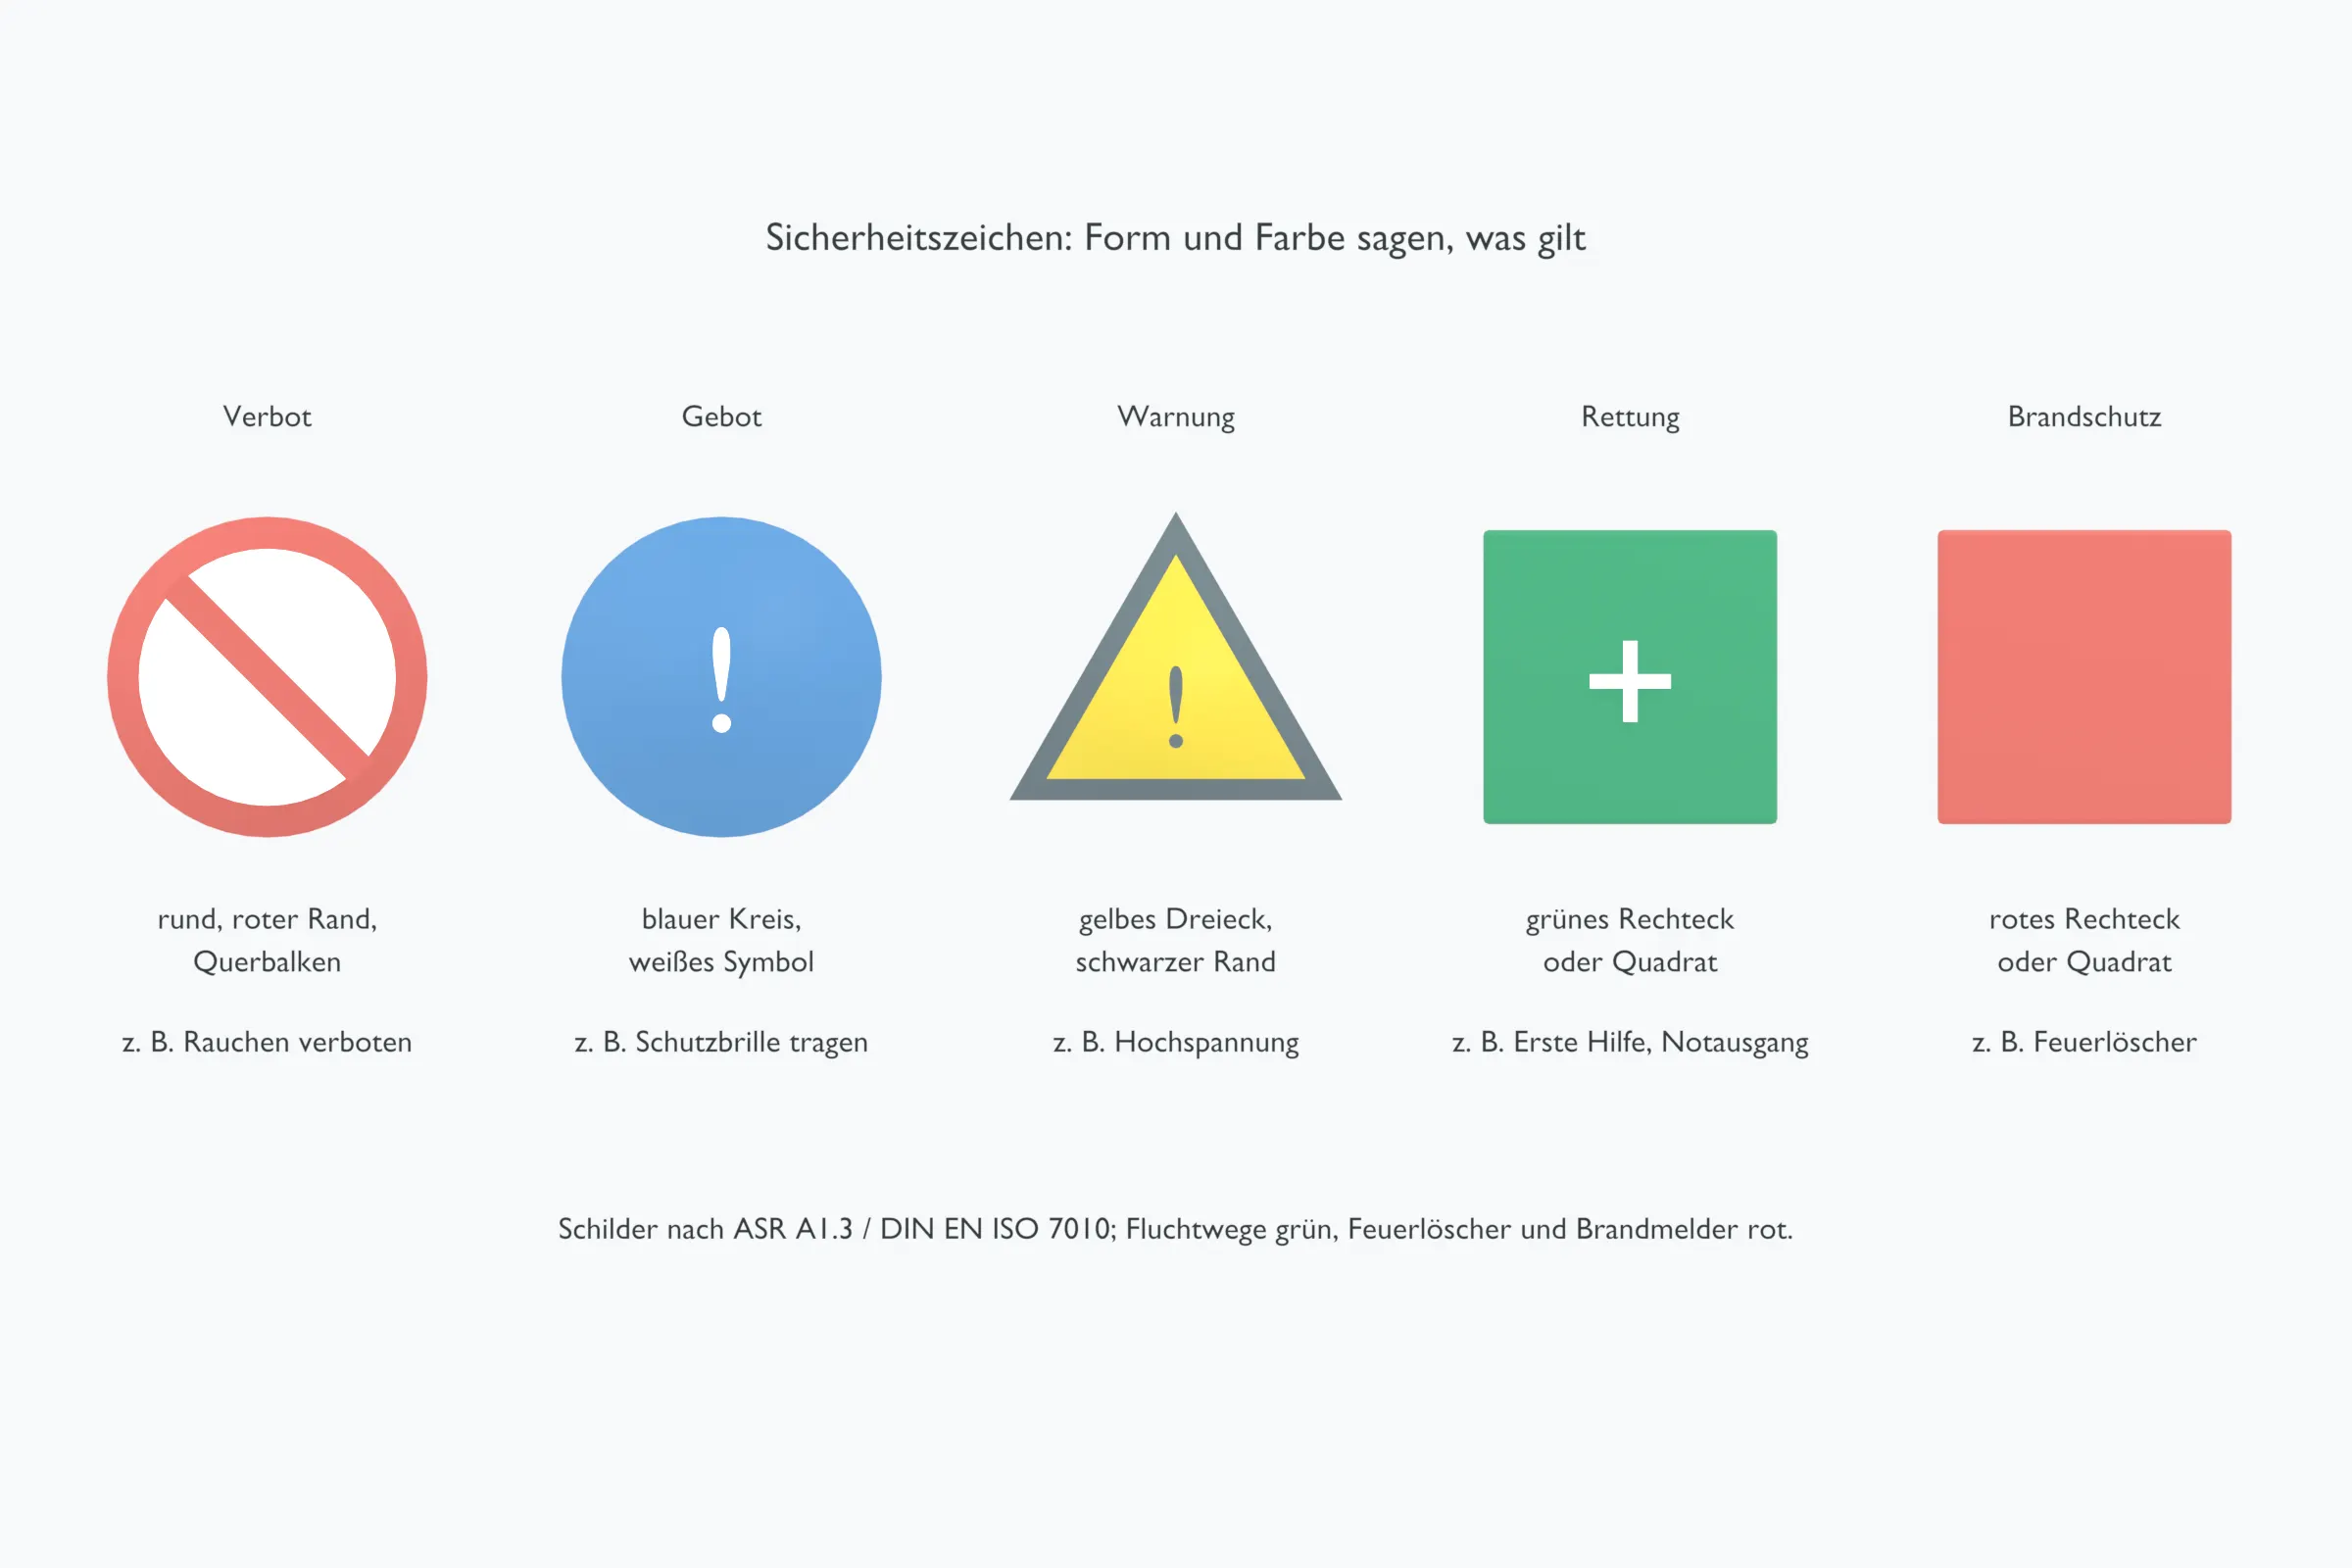 Sicherheitszeichen: Form und Farbe sagen, was gilt
Verbot
Gebot
Warnung
Rettung
Brandschutz
!
!
+
rund, roter Rand,
Querbalken
blauer Kreis,
weißes Symbol
gelbes Dreieck,
schwarzer Rand
grünes Rechteck
oder Quadrat
rotes Rechteck
oder Quadrat
z. B. Rauchen verboten
z. B. Schutzbrille tragen
z. B. Hochspannung
z. B. Erste Hilfe, Notausgang
z. B. Feuerlöscher
Schilder nach ASR A1.3 / DIN EN ISO 7010; Fluchtwege grün, Feuerlöscher und Brandmelder rot.